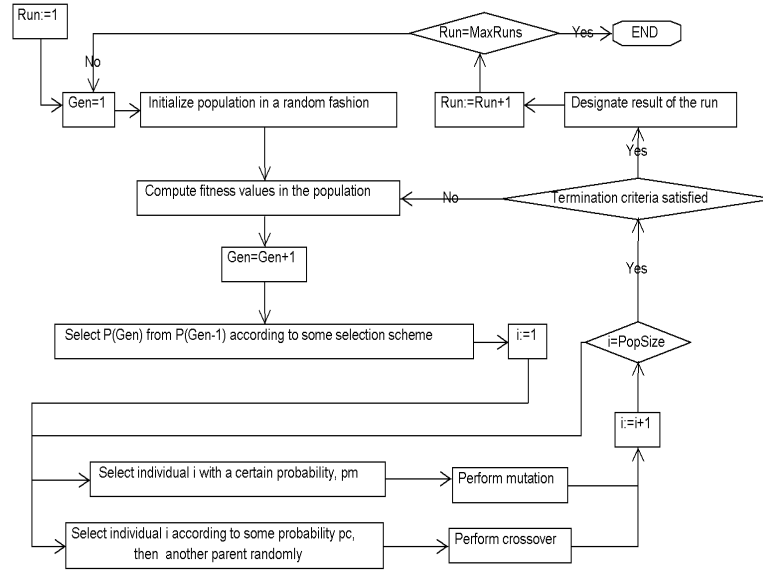 Run:=1
Run=MaxRuns
Yes
END
No
Gen=1
Initialize population in a random fashion
Run:=Run+1
Designate result of the run
Yes
Compute fitness values in the population
No
Termination criteria satisfied
Gen=Gen+1
Yes
Select P(Gen) from P(Gen-1) according to some selection scheme
i:=1
i=PopSize
i:=i+1
Select individual i with a certain probability, pm
Perform mutation
Select individual i according to some probability pc,
then another parent randomly
Perform crossover